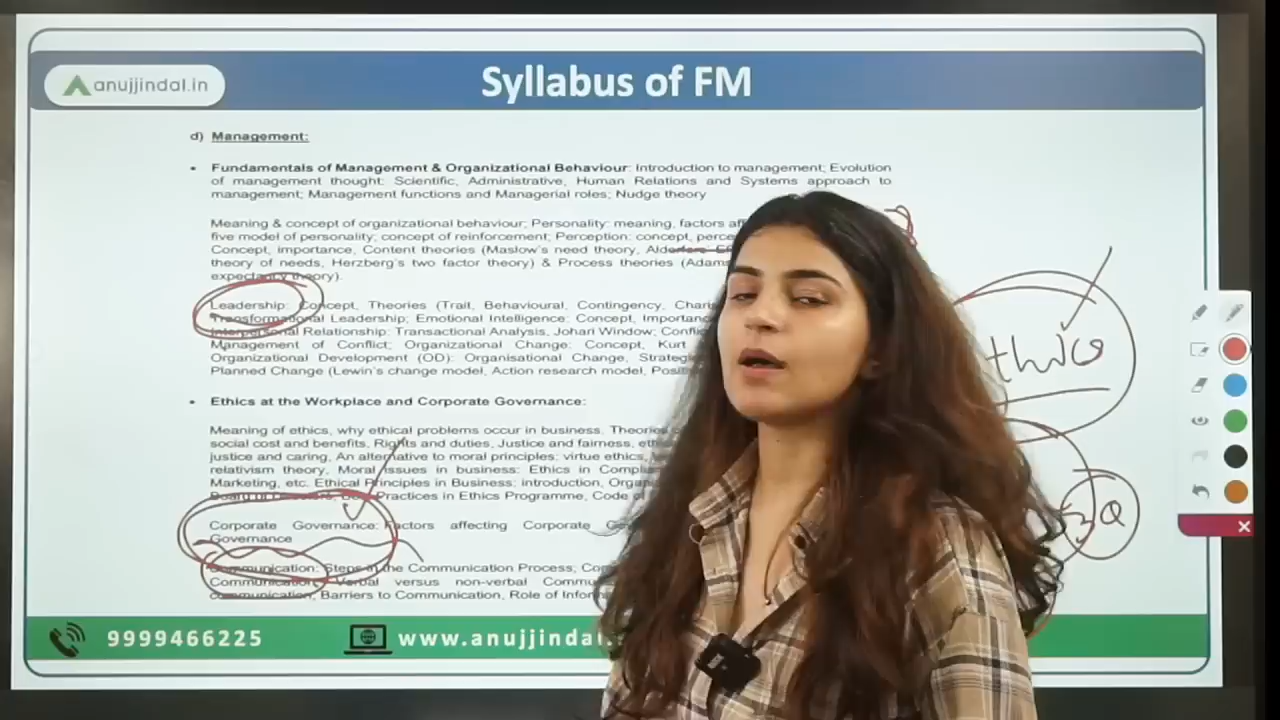 anujjindal.in
Syllabus of FM
d) Management:
• Fundamentals of Management & Organizational Behaviour: Introduction to management; Evolution
of management thought: Scientific, Administrative, Human Relations and Systems approach to
management; Management functions and Managerial roles; Nudge theory
Meaning & concept of organizational behaviour; Personality: meaning, factors
five model of personality; concept of reinforcement; Perception: concept,
Concept, importance, Content theories (Maslow's need theory,
theory of needs, Herzberg's two factor theory) & Process theories (Adams
expectancy theory).
Leadership: Concept, Theories (Trait, Behavioural, Contingency,
Transformational Leadership; Emotional Intelligence: Concept,
Interpersonal Relationship: Transactional Analysis, Johari Window;
Management of Conflict; Organizational Change: Concept, Kurt
Organizational Development (OD): Organisational Change,
Planned Change (Lewin's change model, Action research model,
• Ethics at the Workplace and Corporate Governance:
Meaning of ethics, why ethical problems occur in business. Theories
social cost and benefits, Rights and duties, Justice and fairness,
justice and caring, An alternative to moral principles: virtue ethics,
relativism theory, Moral issues in business: Ethics in
Marketing, etc. Ethical Principles in Business: introduction,
Board of Directors, Best Practices in Ethics Programme, Code of
Corporate Governance: Factors affecting Corporate
Governance
Communication: Steps in the Communication Process;
Communication; Verbal versus non-verbal
communication; Barriers to Communication, Role of
9999466225
www.anujjindal.